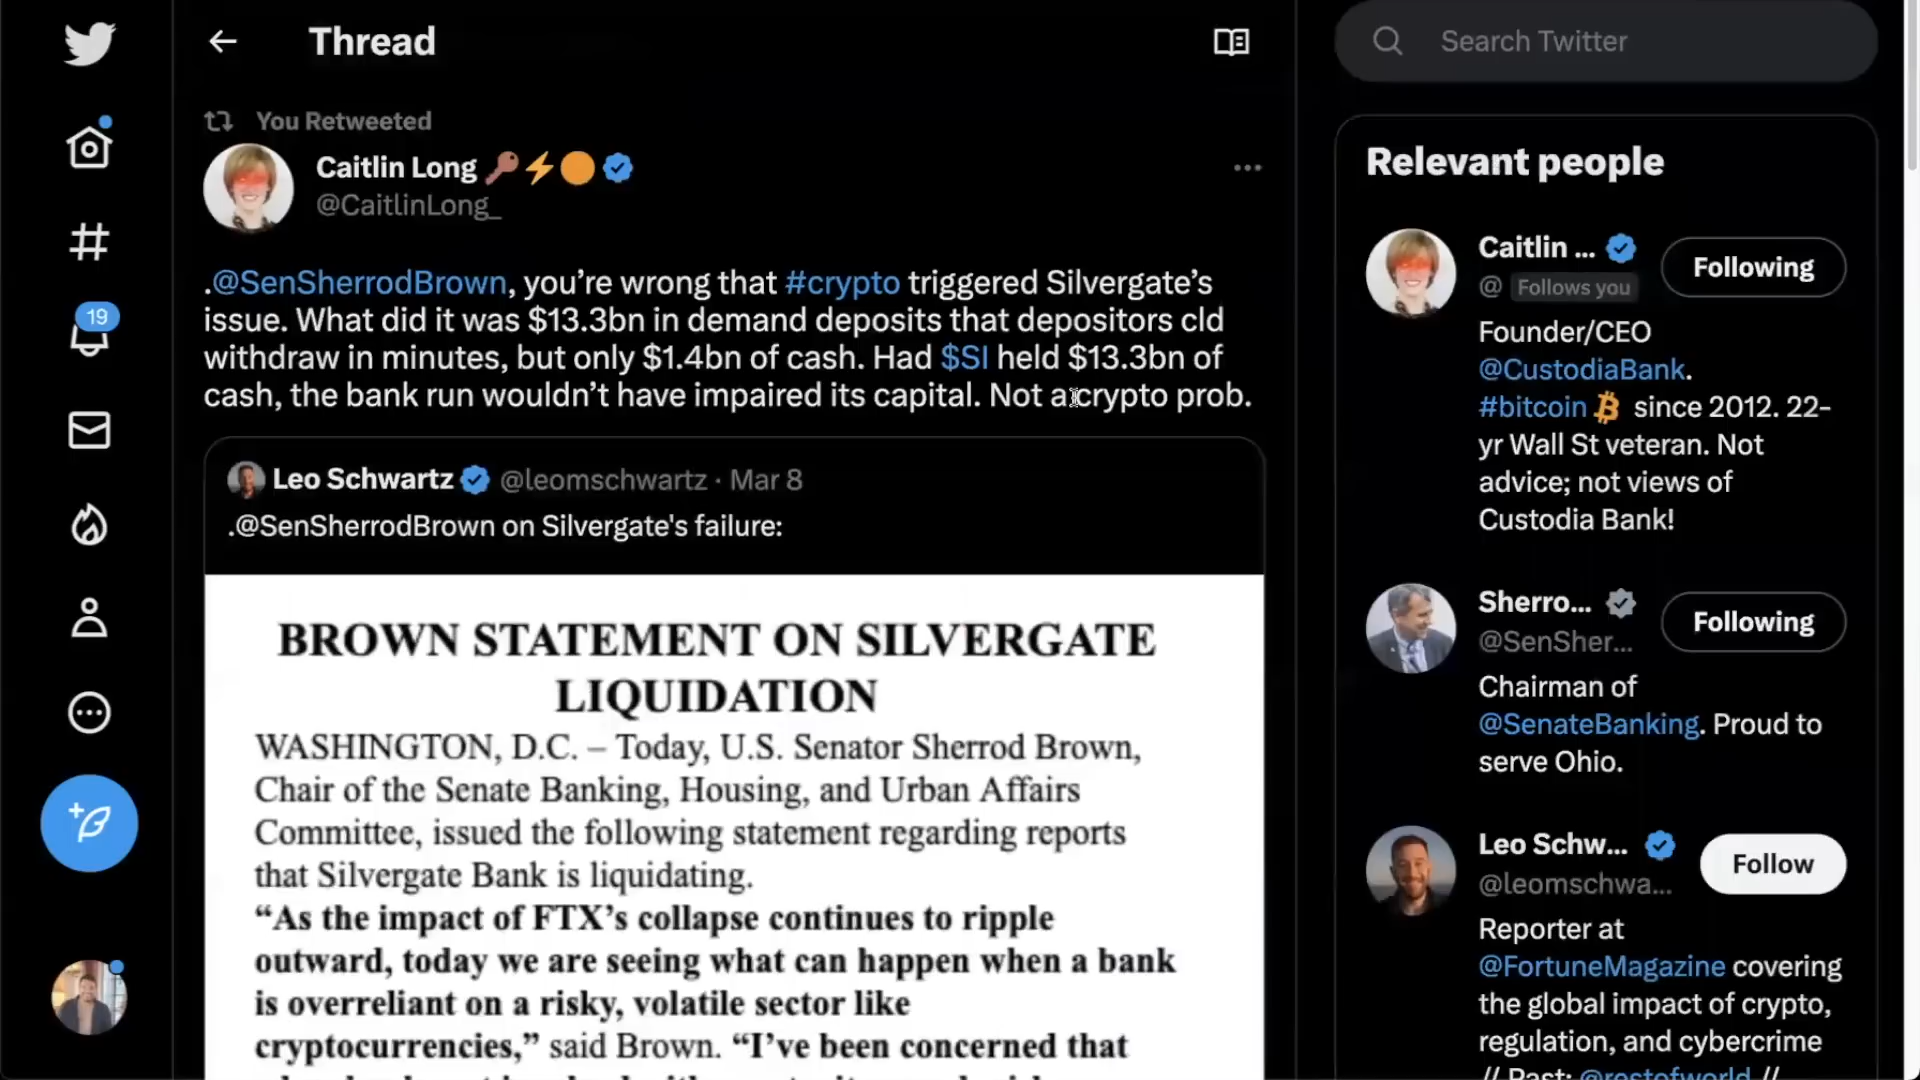 Thread
Search Twitter
You Retweeted
Caitlin Long
@CaitlinLong_
.@SenSherrodBrown, you're wrong that #crypto triggered Silvergate's
issue. What did it was $13.3bn in demand deposits that depositors cld
withdraw in minutes, but only $1.4bn of cash. Had $SI held $13.3bn of
cash, the bank run wouldn't have impaired its capital. Not a crypto prob.
Leo Schwartz @leomschwartz · Mar 8
.@SenSherrodBrown on Silvergate's failure:
BROWN STATEMENT ON SILVERGATE
LIQUIDATION
WASHINGTON, D.C. – Today, U.S. Senator Sherrod Brown,
Chair of the Senate Banking, Housing, and Urban Affairs
Committee, issued the following statement regarding reports
that Silvergate Bank is liquidating.
“As the impact of FTX’s collapse continues to ripple
outward, today we are seeing what can happen when a bank
is overreliant on a risky, volatile sector like
cryptocurrencies,” said Brown. “I’ve been concerned that
19
Relevant people
Caitlin ...
Following
@ Follows you
Founder/CEO
@CustodiaBank.
#bitcoin since 2012. 22-
yr Wall St veteran. Not
advice; not views of
Custodia Bank!
Sherro...
Following
@SenSher...
Chairman of
@SenateBanking. Proud to
serve Ohio.
Leo Schw...
Follow
@leomschwa...
Reporter at
@FortuneMagazine covering
the global impact of crypto,
regulation, and cybercrime
// Past: @restofworld //